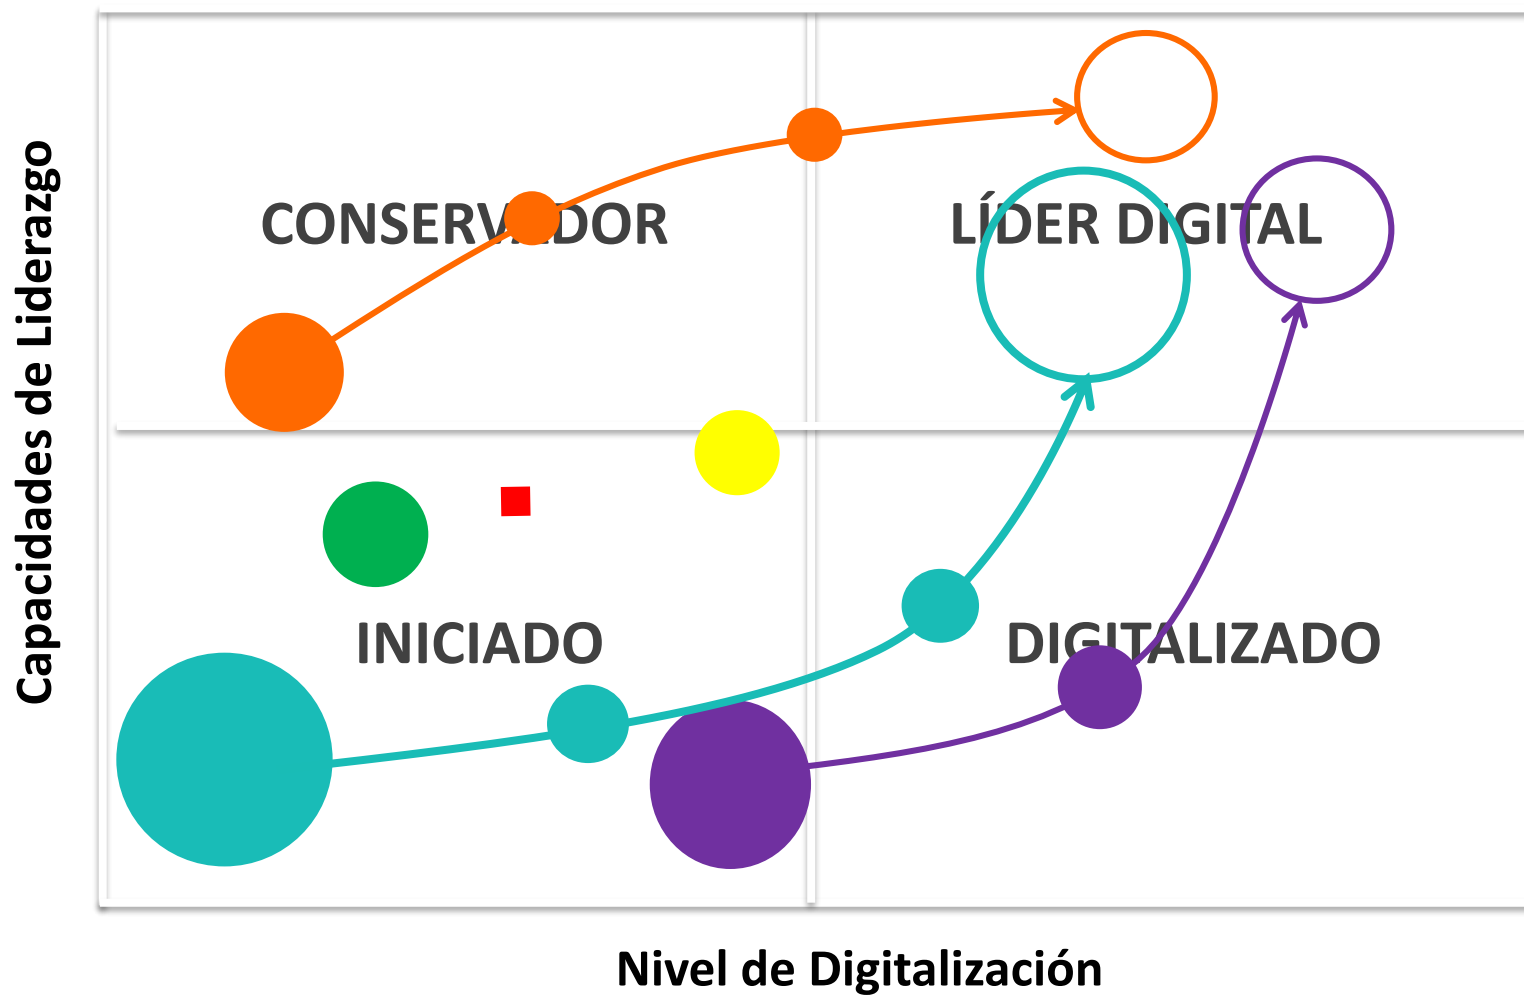 Capacidades de Liderazgo
CONSERVADOR
LÍDER DIGITAL
INICIADO
DIGITALIZADO
Nivel de Digitalización